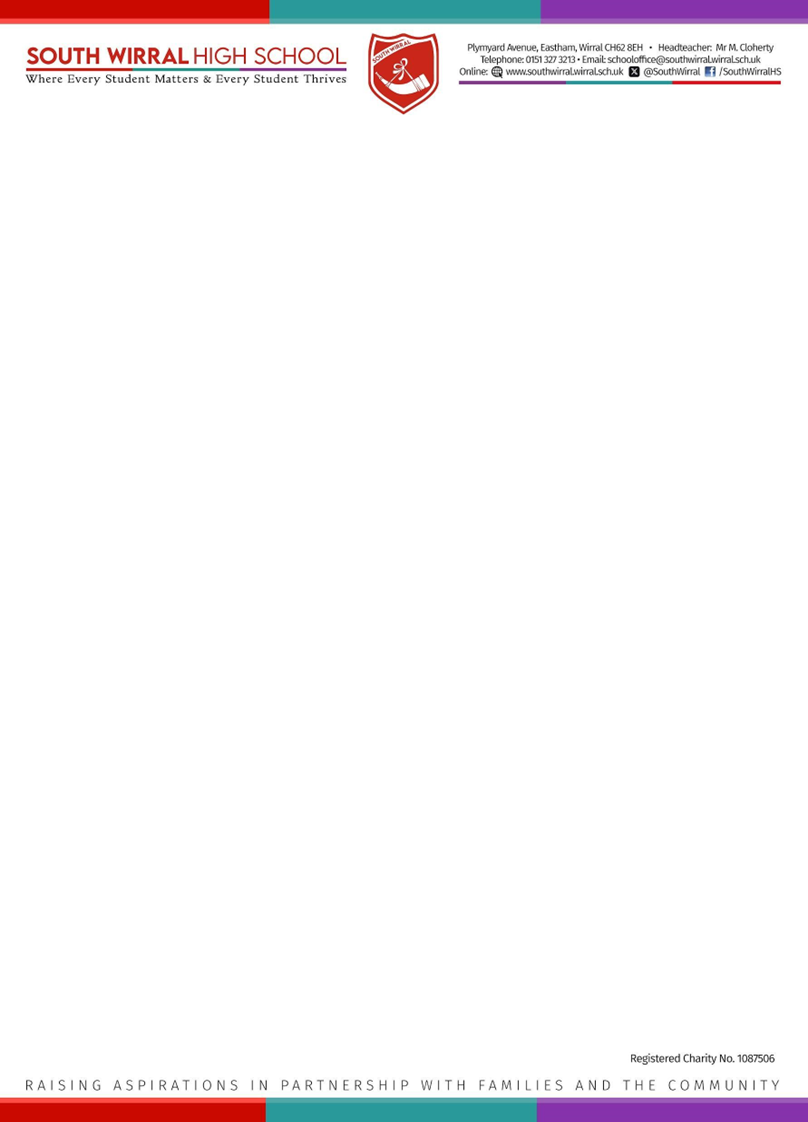 SOUTH WIRRAL HIGH SCHOOL
Where Every Student Matters & Every Student Thrives
SOUTH WIRRAL
Plymyard Avenue, Eastham, Wirral CH62 8EH • Headteacher: Mr M. Cloherty
Telephone: 0151 327 3213 • Email: schooloffice@southwirral.wirral.sch.uk
Online: www.southwirral.wirral.sch.uk @SouthWirral /SouthWirralHS
Registered Charity No. 1087506
RAISING ASPIRATIONS IN PARTNERSHIP WITH FAMILIES AND THE COMMUNITY